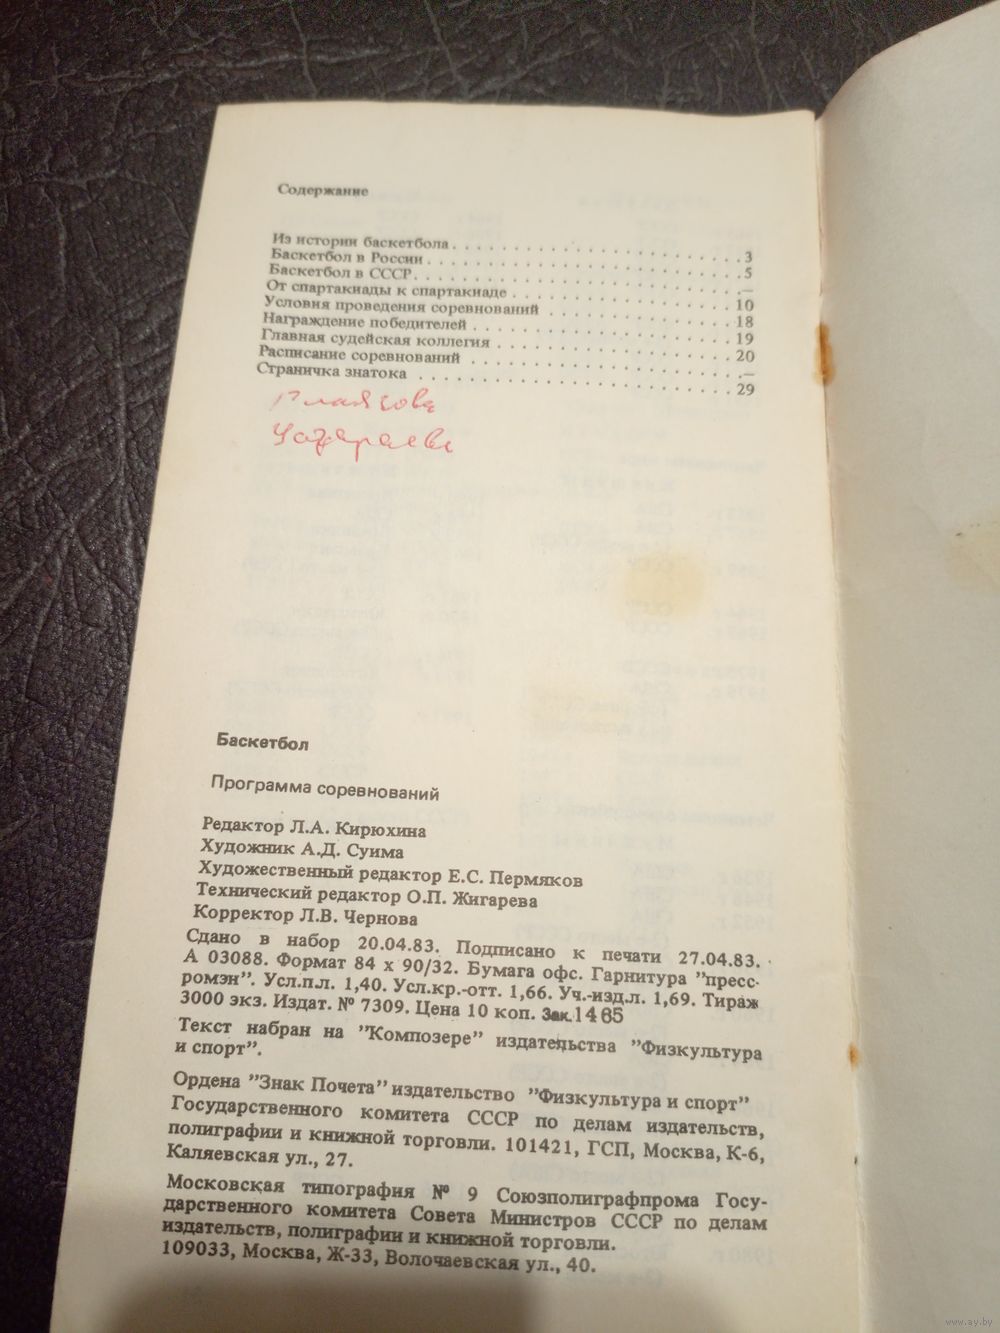 Содержание
Из истории баскетбола . . . . . . . . . . . . . . . . . . . . . . . 3
Баскетбол в России . . . . . . . . . . . . . . . . . . . . . . . . . 5
Баскетбол в СССР. . . . . . . . . . . . . . . . . . . . . . . . . . –
От спартакиады к спартакиаде . . . . . . . . . . . . . . . . 10
Условия проведения соревнований . . . . . . . . . . . . . 18
Награждение победителей . . . . . . . . . . . . . . . . . . . 19
Главная судейская коллегия . . . . . . . . . . . . . . . . . . 20
Расписание соревнований . . . . . . . . . . . . . . . . . . . –
Страничка знатока . . . . . . . . . . . . . . . . . . . . . . . . 29
Баскетбол
Программа соревнований
Редактор Л.А. Кирюхина
Художник А.Д. Суима
Художественный редактор Е.С. Пермяков
Технический редактор О.П. Жигарева
Корректор Л.В. Чернова
Сдано в набор 20.04.83. Подписано к печати 27.04.83.
А 03088. Формат 84 х 90/32. Бумага офс. Гарнитура "пресс-
ромэн". Усл.п.л. 1,40. Усл.кр.-отт. 1,66. Уч.-изд.л. 1,69. Тираж
3000 экз. Издат. № 7309. Цена 10 коп. Зак.1465
Текст набран на "Композере" издательства "Физкультура
и спорт".
Ордена "Знак Почета" издательство "Физкультура и спорт"
Государственного комитета СССР по делам издательств,
полиграфии и книжной торговли. 101421, ГСП, Москва, К-6,
Каляевская ул., 27.
Московская типография № 9 Союзполиграфпрома Госу-
дарственного комитета Совета Министров СССР по делам
издательств, полиграфии и книжной торговли.
109033, Москва, Ж-33, Волочаевская ул., 40.
www.ay.by